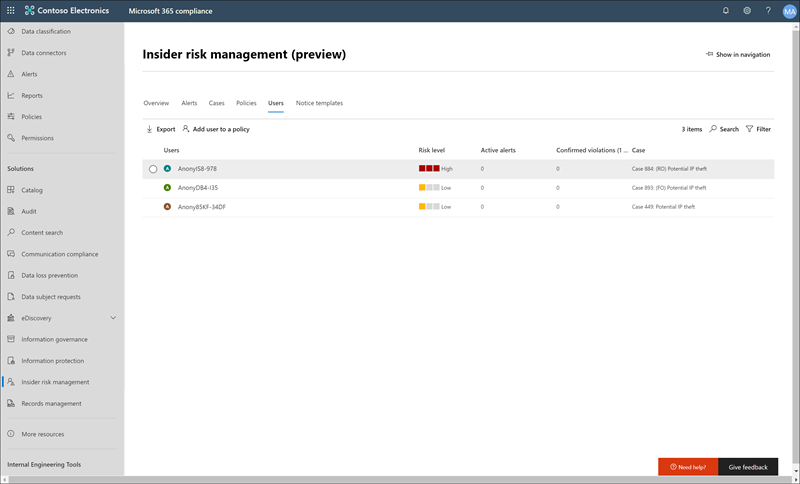 Contoso Electronics
Microsoft 365 compliance
MA
Data classification
Data connectors
Alerts
Reports
Policies
Permissions
Solutions
Catalog
Audit
Content search
Communication compliance
Data loss prevention
Data subject requests
eDiscovery
Information governance
Information protection
Insider risk management
Records management
More resources
Internal Engineering Tools
Insider risk management (preview)
Show in navigation
Overview Alerts Cases Policies Users Notice templates
Export Add user to a policy 3 items Search Filter
Users Risk level Active alerts Confirmed violations (1 ... Case
A AnonyIS8-978 High 0 0 Case 884: (RO) Potential IP theft
A AnonyD84-i35 Low 0 0 Case 893: (FO) Potential IP theft
A Anony85KF-34DF Low 0 0 Case 449: Potential IP theft
Need help? Give feedback